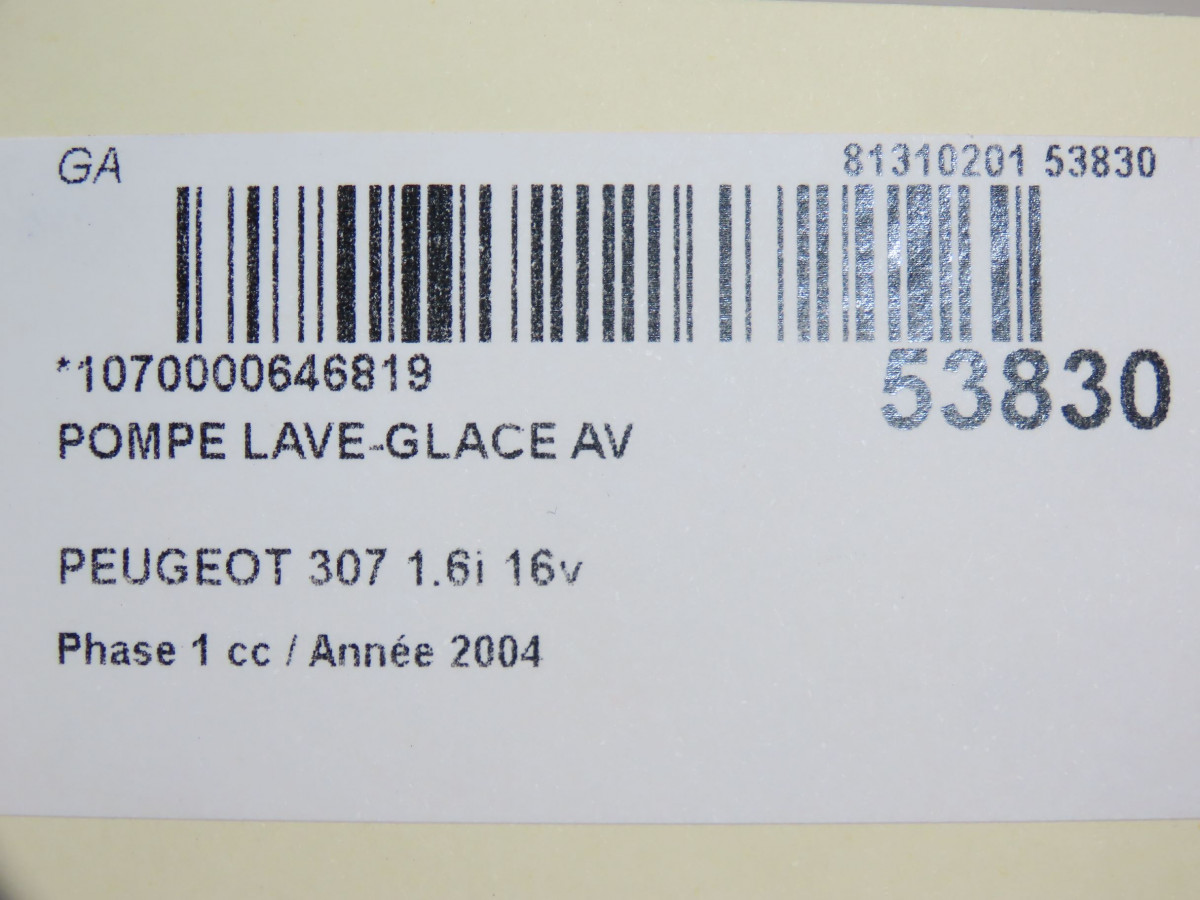 GA 81310201 53830
*1070000646819 53830
POMPE LAVE-GLACE AV
PEUGEOT 307 1.6i 16v
Phase 1 cc / Année 2004